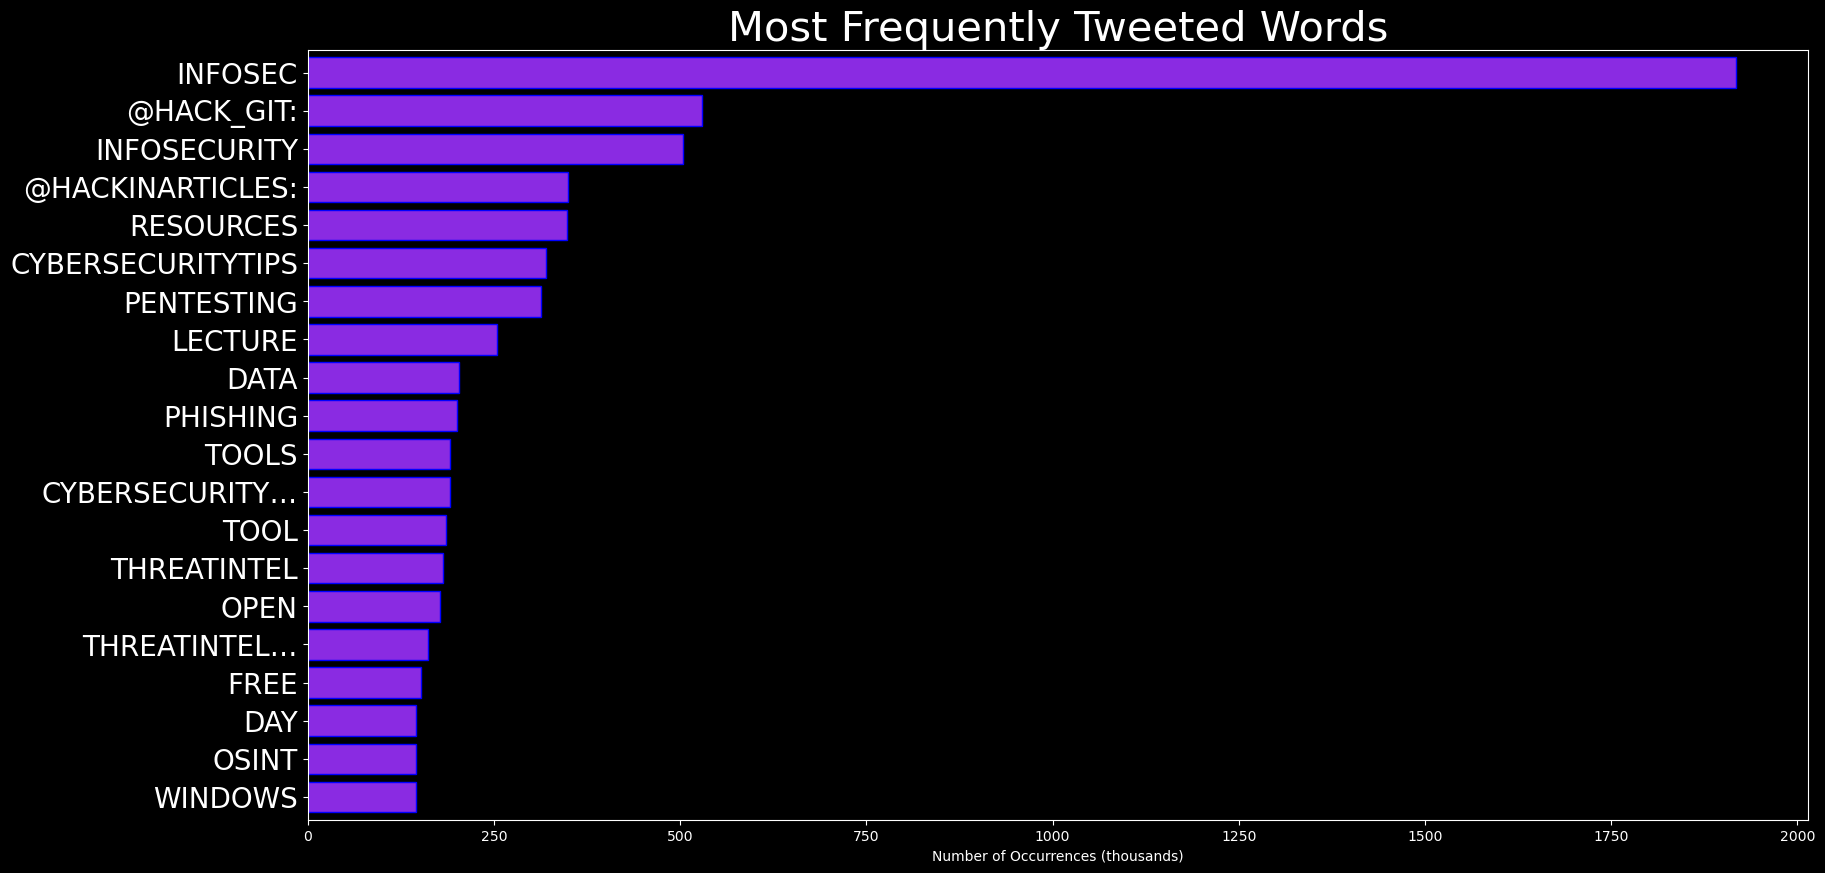 Most Frequently Tweeted Words
INFOSEC
@HACK_GIT:
INFOSECURITY
@HACKINARTICLES:
RESOURCES
CYBERSECURITYTIPS
PENTESTING
LECTURE
DATA
PHISHING
TOOLS
CYBERSECURITY…
TOOL
THREATINTEL
OPEN
THREATINTEL…
FREE
DAY
OSINT
WINDOWS
0 250 500 750 1000 1250 1500 1750 2000
Number of Occurrences (thousands)